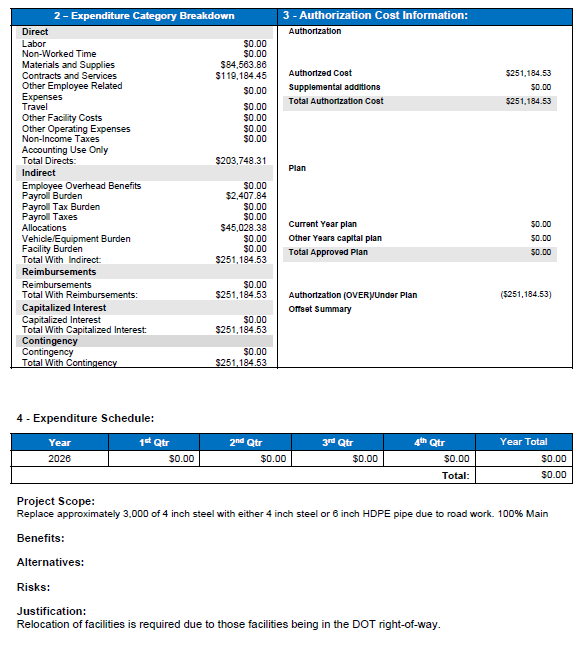 2 – Expenditure Category Breakdown
Direct
Labor $0.00
Non-Worked Time $0.00
Materials and Supplies $84,563.86
Contracts and Services $119,184.45
Other Employee Related
Expenses $0.00
Travel $0.00
Other Facility Costs $0.00
Other Operating Expenses $0.00
Non-Income Taxes $0.00
Accounting Use Only
Total Directs: $203,748.31
Indirect
Employee Overhead Benefits $0.00
Payroll Burden $2,407.84
Payroll Tax Burden $0.00
Payroll Taxes $0.00
Allocations $45,028.38
Vehicle/Equipment Burden $0.00
Facility Burden $0.00
Total With Indirect: $251,184.53
Reimbursements
Reimbursements $0.00
Total With Reimbursements: $251,184.53
Capitalized Interest
Capitalized Interest $0.00
Total With Capitalized Interest: $251,184.53
Contingency
Contingency $0.00
Total With Contingency $251,184.53
3 - Authorization Cost Information:
Authorization
Authorized Cost $251,184.53
Supplemental additions $0.00
Total Authorization Cost $251,184.53
Plan
Current Year plan $0.00
Other Years capital plan $0.00
Total Approved Plan $0.00
Authorization (OVER)/Under Plan ($251,184.53)
Offset Summary
4 - Expenditure Schedule:
Year 1st Qtr 2nd Qtr 3rd Qtr 4th Qtr Year Total
2026 $0.00 $0.00 $0.00 $0.00 $0.00
Total: $0.00
Project Scope:
Replace approximately 3,000 of 4 inch steel with either 4 inch steel or 6 inch HDPE pipe due to road work. 100% Main
Benefits:
Alternatives:
Risks:
Justification:
Relocation of facilities is required due to those facilities being in the DOT right-of-way.